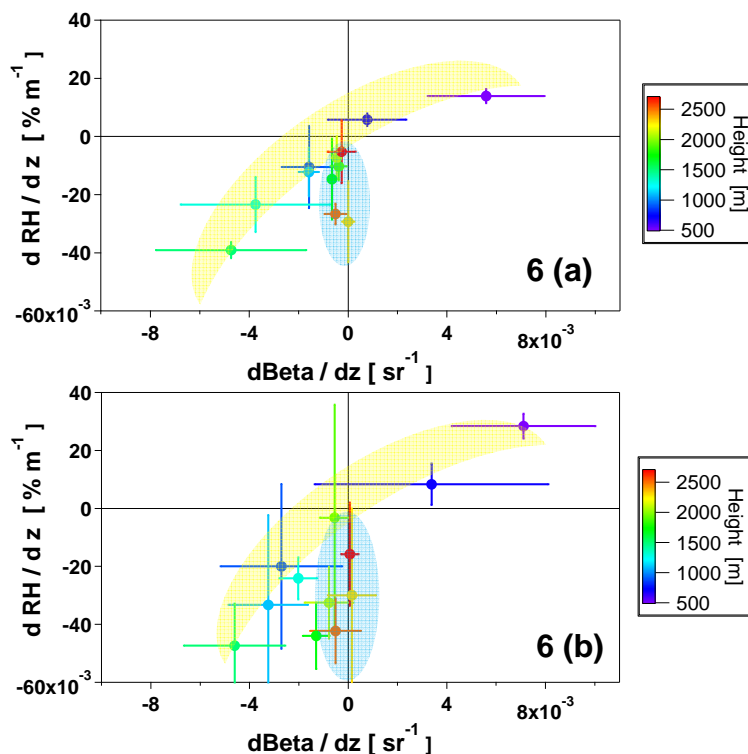 40
20
0
-20
-40
-60x10-3
d RH / dz [ % m-1 ]
-8
-4
0
4
8x10-3
dBeta / dz [ sr-1 ]
6 (a)
2500
2000
1500
1000
500
Height [m]
40
20
0
-20
-40
-60x10-3
d RH / dz [ % m-1 ]
-8
-4
0
4
8x10-3
dBeta / dz [ sr-1 ]
6 (b)
2500
2000
1500
1000
500
Height [m]